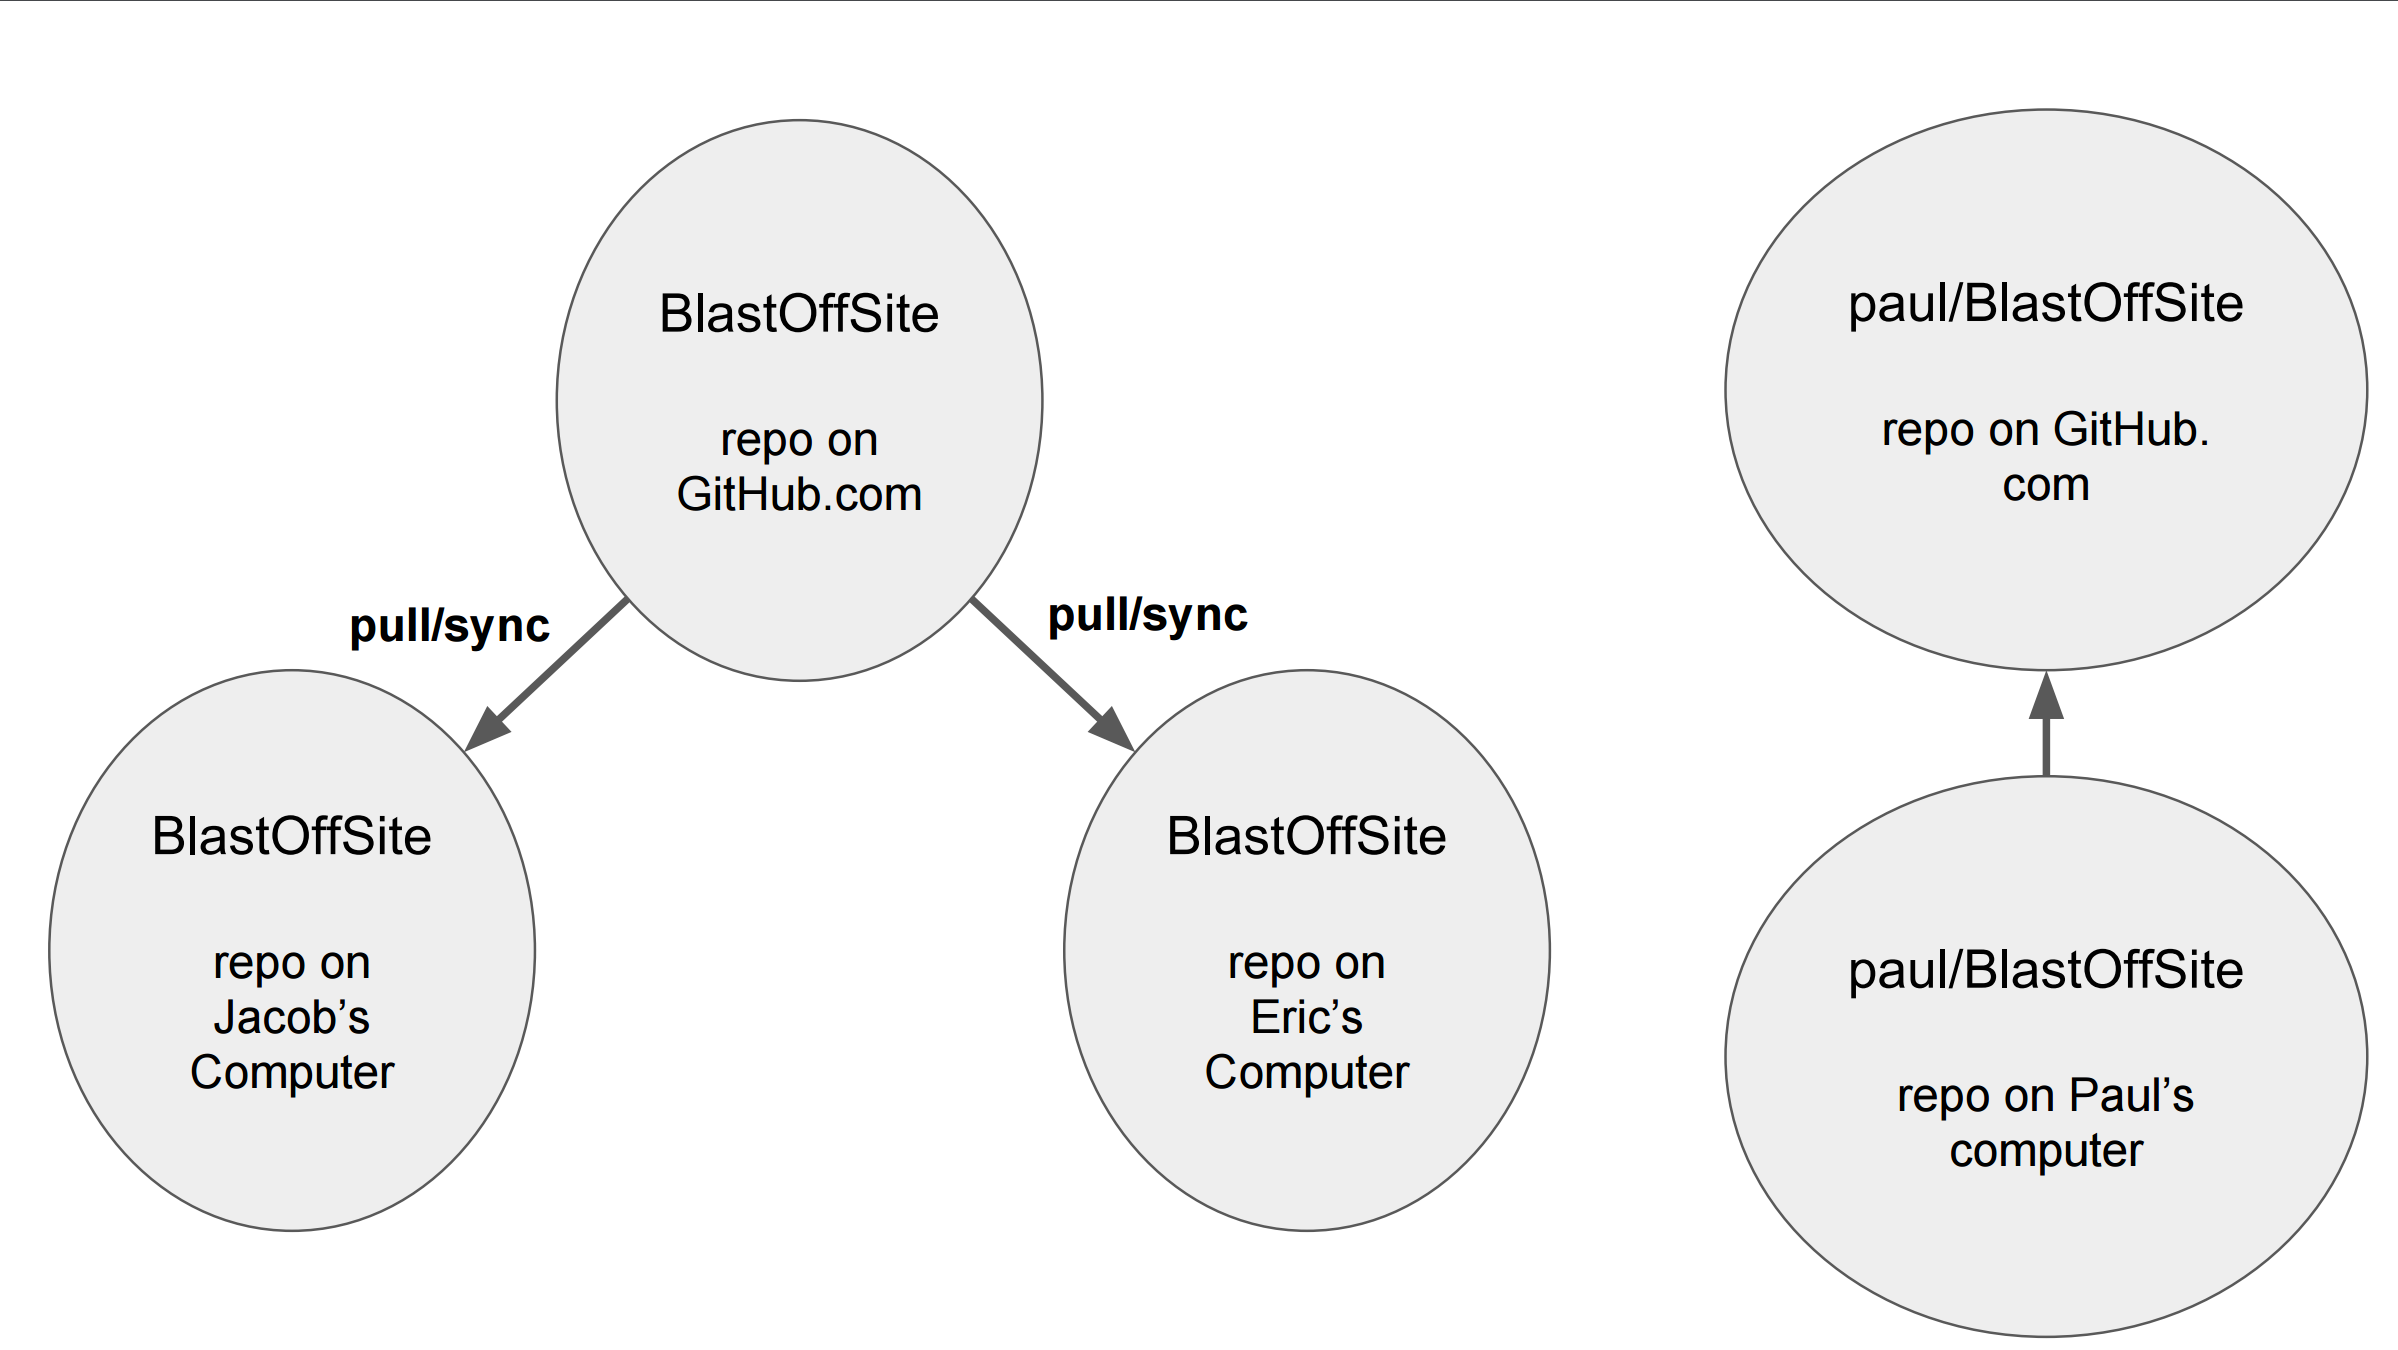 BlastOffSite
repo on
GitHub.com
paul/BlastOffSite
repo on GitHub.
com
pull/sync
pull/sync
BlastOffSite
repo on
Jacob’s
Computer
BlastOffSite
repo on
Eric’s
Computer
paul/BlastOffSite
repo on Paul’s
computer